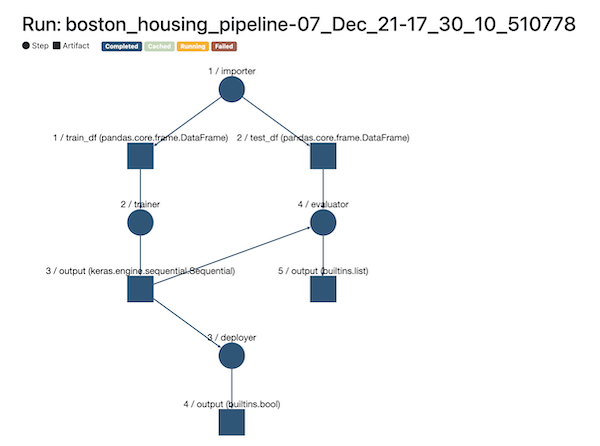 Run: boston_housing_pipeline-07_Dec_21-17_30_10_510778
Step Artifact Completed Cached Running Failed
1 / importer
1 / train_df (pandas.core.frame.DataFrame) 2 / test_df (pandas.core.frame.DataFrame)
2 / trainer 4 / evaluator
3 / output (keras.engine.sequential.Sequential) 5 / output (builtins.list)
3 / deployer
4 / output (builtins.bool)